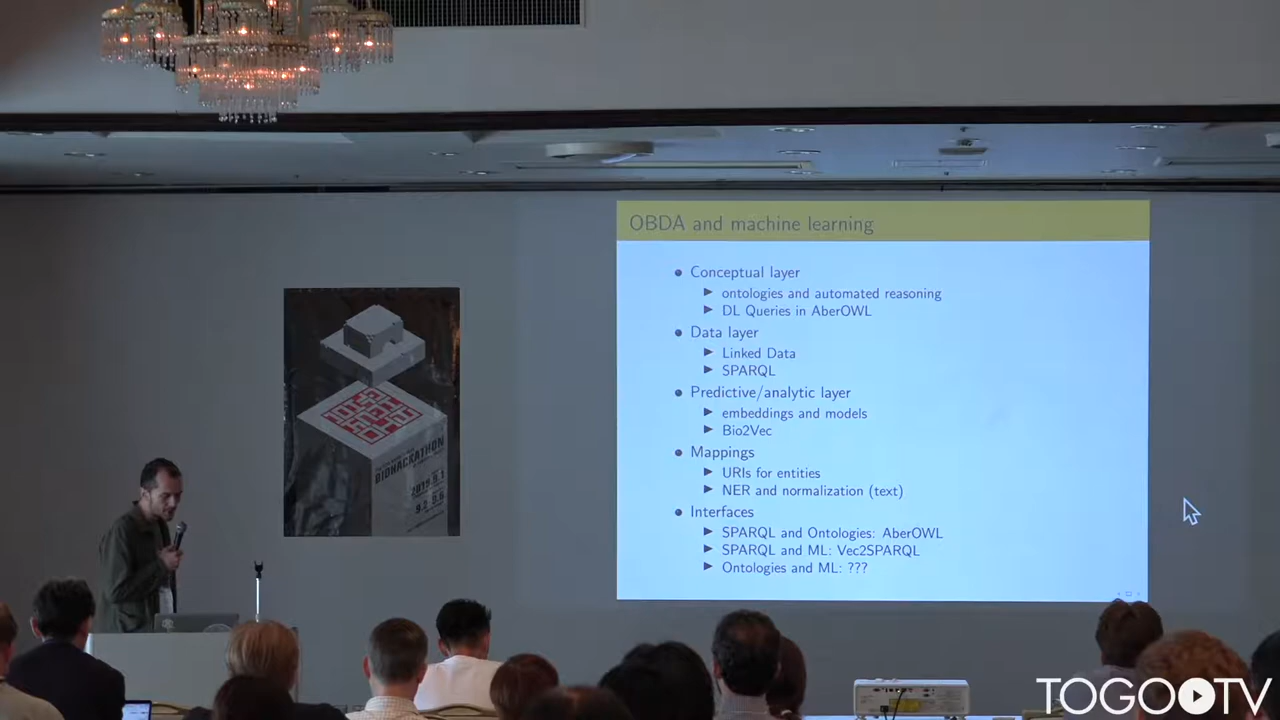 OBDA and machine learning
Conceptual layer
ontologies and automated reasoning
DL Queries in AberOWL
Data layer
Linked Data
SPARQL
Predictive/analytic layer
embeddings and models
Bio2Vec
Mappings
URIs for entities
NER and normalization (text)
Interfaces
SPARQL and Ontologies: AberOWL
SPARQL and ML: Vec2SPARQL
Ontologies and ML: ???
BIOHACKATHON
TOGOTV